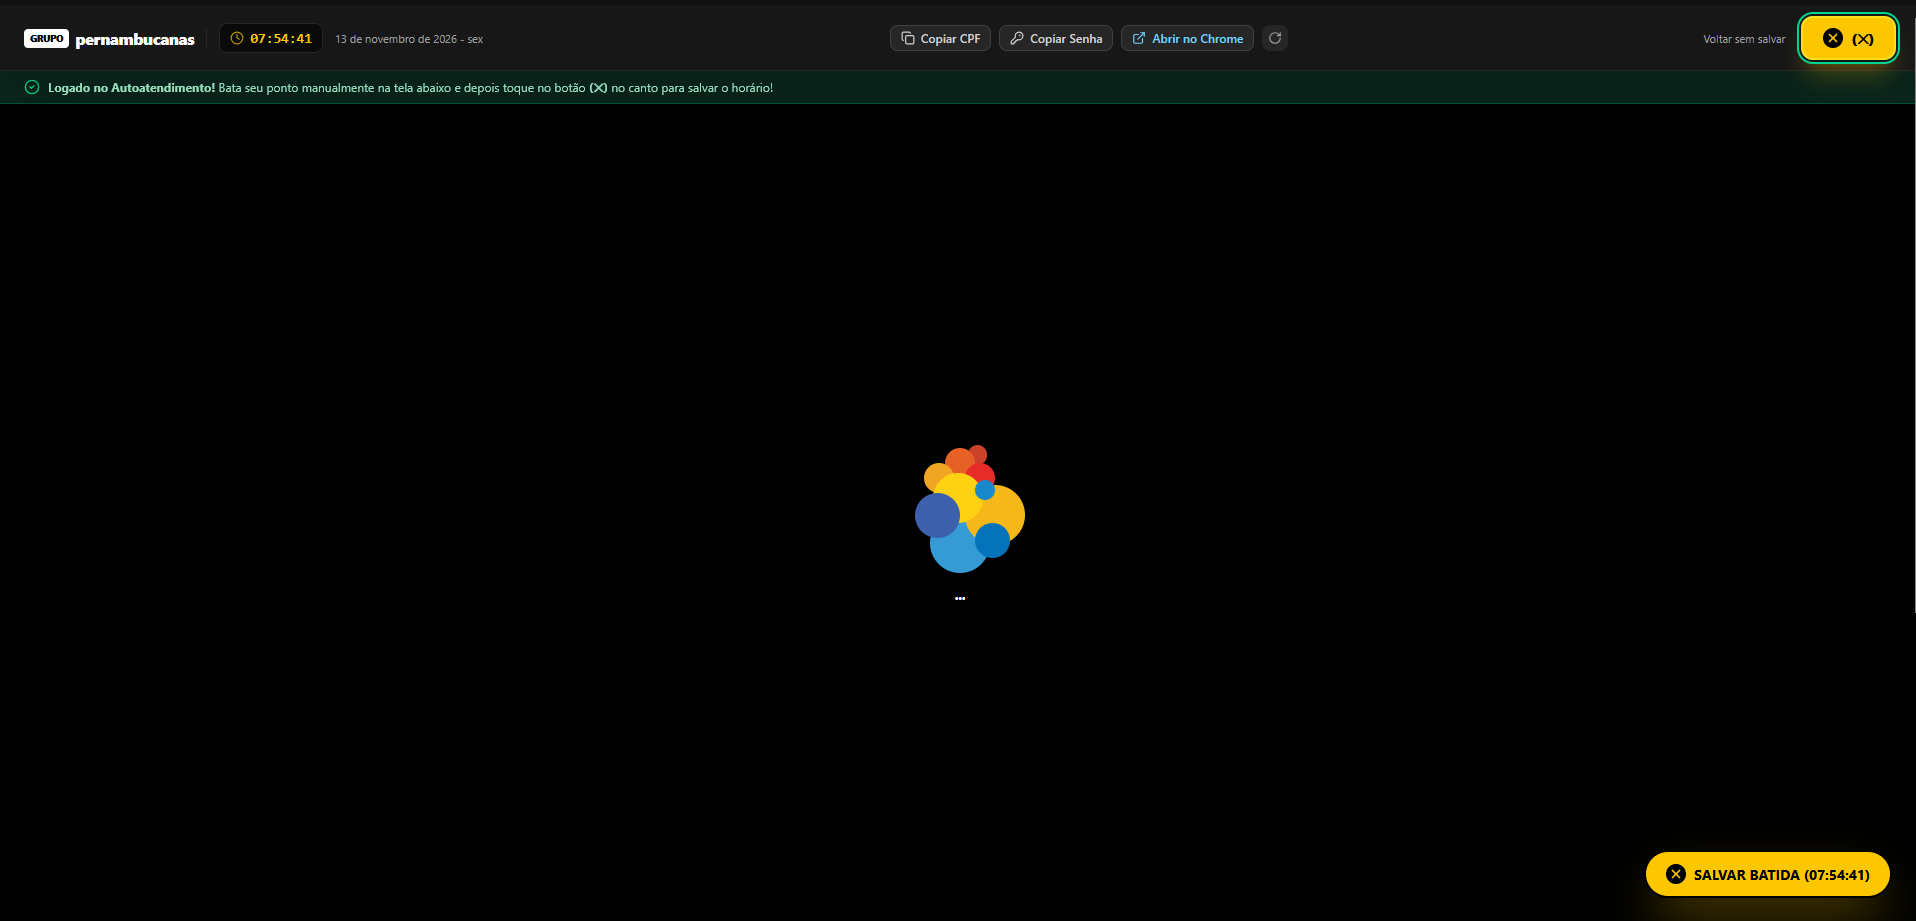 GRUPO pernambucanas
07:54:41
13 de novembro de 2026 - sex
Copiar CPF
Copiar Senha
Abrir no Chrome
Voltar sem salvar
(X)
Logado no Autoatendimento! Bata seu ponto manualmente na tela abaixo e depois toque no botão (X) no canto para salvar o horário!
...
SALVAR BATIDA (07:54:41)